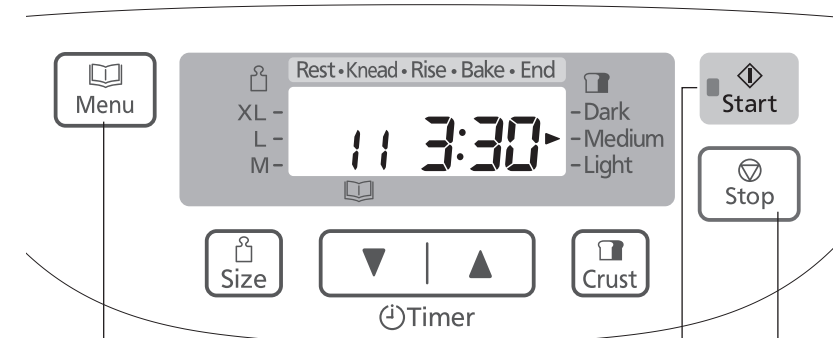 Rest • Knead • Rise • Bake • End
Menu
XL –
L –
M –
11 3:30
– Dark
– Medium
– Light
Start
Stop
Size
Crust
Timer